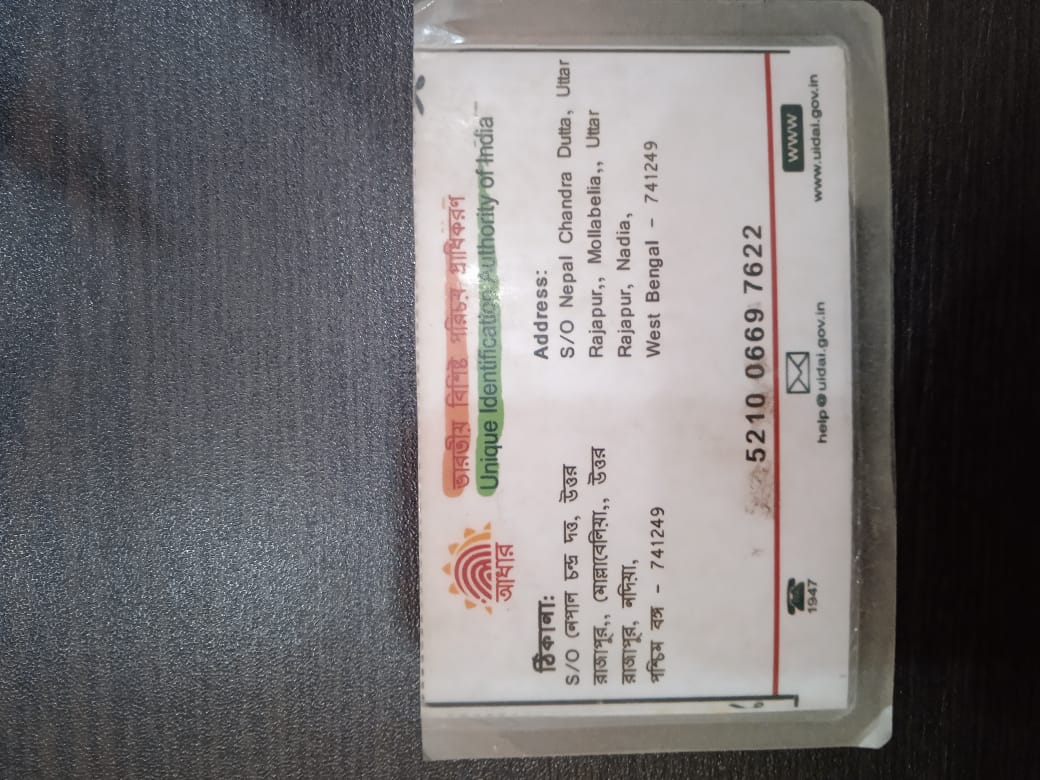 ভারতীয় বিশিষ্ট পরিচয় প্রাধিকরণ
Unique Identification Authority of India
আধার
ঠিকানা:
S/O নেপাল চন্দ্র দত্ত, উত্তর
রাজাপুর,, মোল্লাবেলিয়া,, উত্তর
রাজাপুর, নদিয়া,
পশ্চিম বঙ্গ - 741249
Address:
S/O Nepal Chandra Dutta, Uttar
Rajapur,, Mollabelia,, Uttar
Rajapur, Nadia,
West Bengal - 741249
5210 0669 7622
1947
help@uidai.gov.in
WWW
www.uidai.gov.in